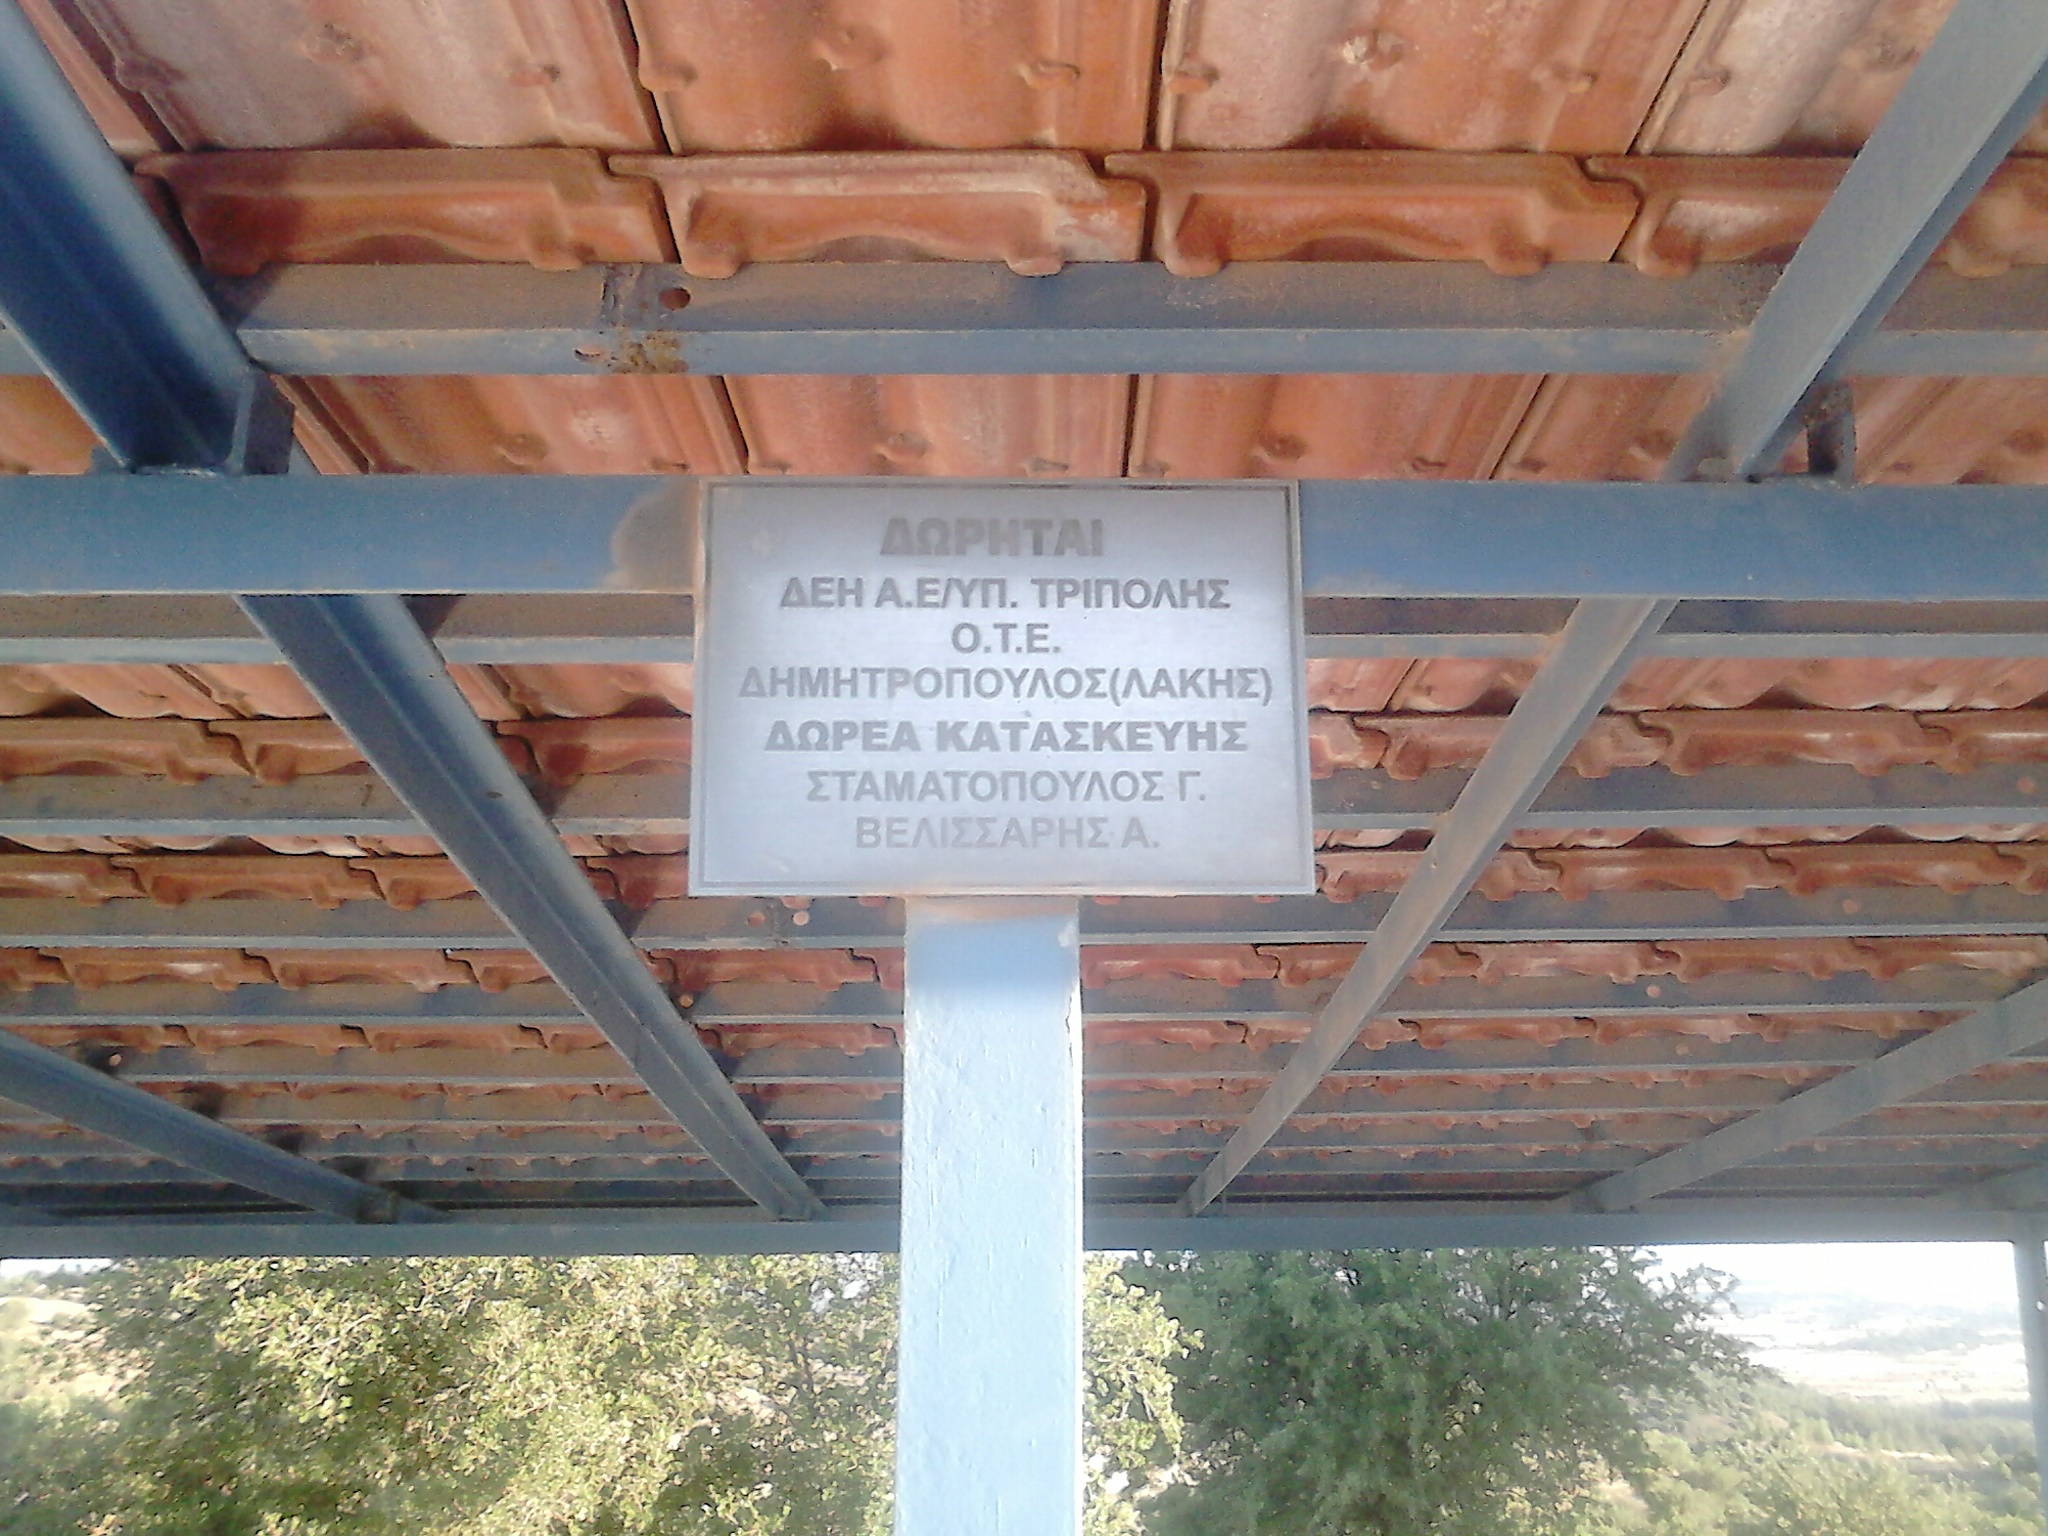 ΔΩΡΗΤΑΙ
ΔΕΗ Α.Ε/ΥΠ. ΤΡΙΠΟΛΗΣ
Ο.Τ.Ε.
ΔΗΜΗΤΡΟΠΟΥΛΟΣ(ΛΑΚΗΣ)
ΔΩΡΕΑ ΚΑΤΑΣΚΕΥΗΣ
ΣΤΑΜΑΤΟΠΟΥΛΟΣ Γ.
ΒΕΛΙΣΣΑΡΗΣ Α.